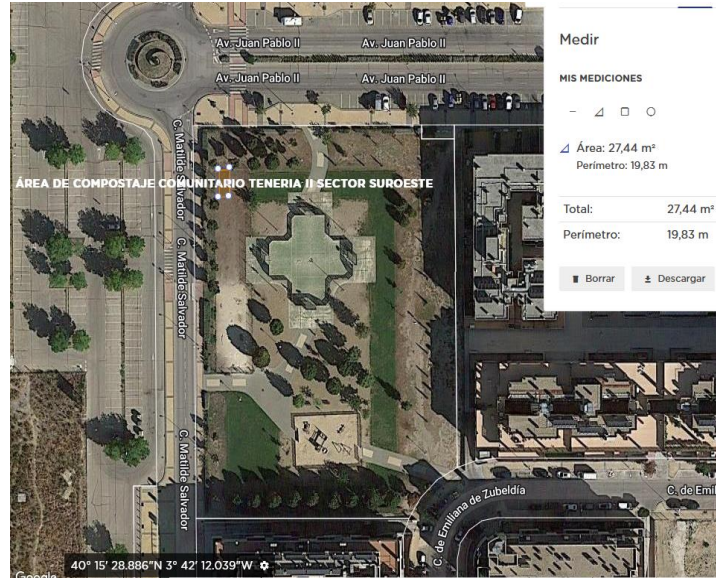 Medir
MIS MEDICIONES
Área: 27,44 m²
Perímetro: 19,83 m
Total: 27,44 m²
Perímetro: 19,83 m
Borrar
Descargar
Av. Juan Pablo II
Av. Juan Pablo II
Av. Juan Pablo II
Av. Juan Pablo II
C. Matilde Salvador
ÁREA DE COMPOSTAJE COMUNITARIO TENERIA II SECTOR SUROESTE
C. Matilde Salvador
C. Matilde Salvador
C. de Emiliana de Zubeldía
C. de Emil
40° 15' 28.886"N 3° 42' 12.039"W
Google